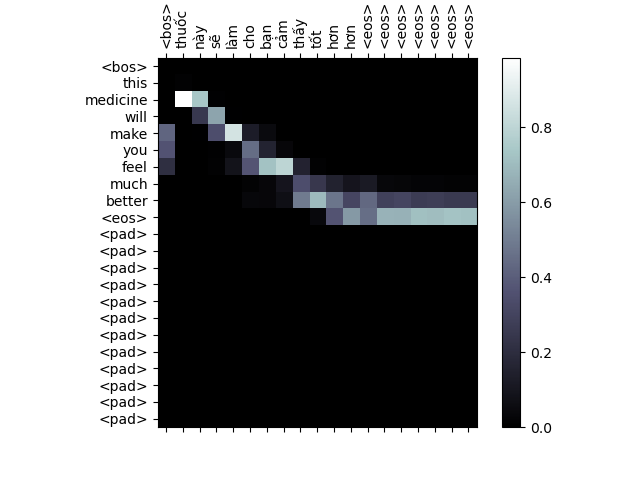 <bos> thuốc này sẽ làm cho bạn cảm thấy tốt hơn hơn <eos> <eos> <eos> <eos> <eos> <eos> <eos>
<bos>
this
medicine
will
make
you
feel
much
better
<eos>
<pad>
<pad>
<pad>
<pad>
<pad>
<pad>
<pad>
<pad>
<pad>
<pad>
<pad>
<pad>
0.8
0.6
0.4
0.2
0.0